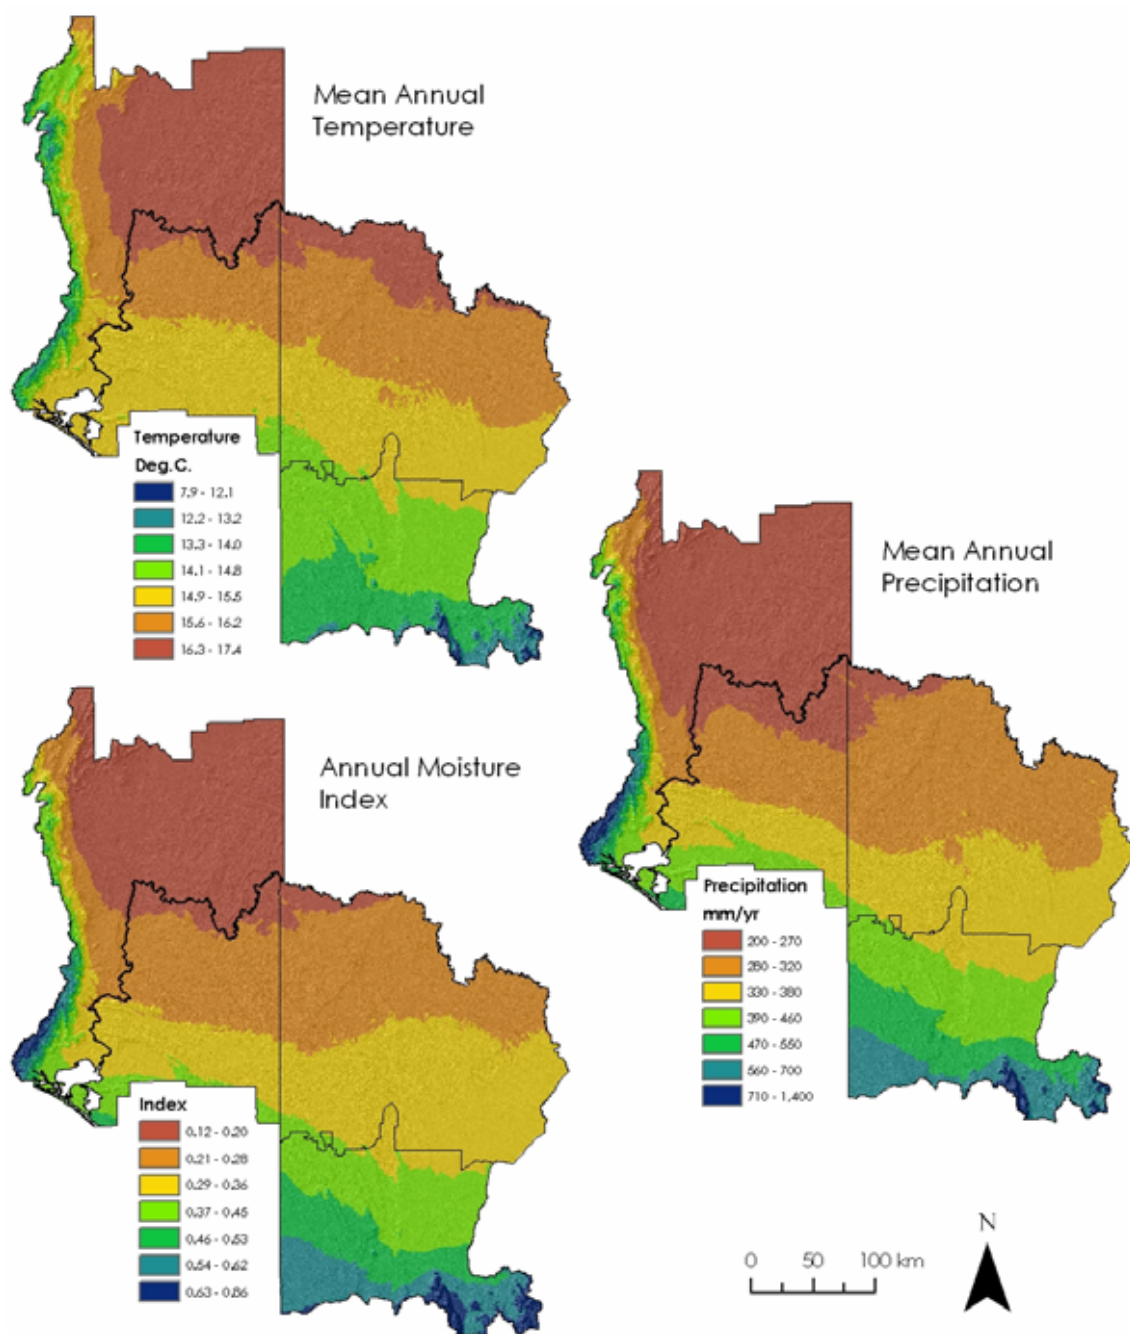 Mean Annual
Temperature
Temperature
Deg.C.
7.9 - 12.1
12.2 - 13.2
13.3 - 14.0
14.1 - 14.8
14.9 - 15.5
15.6 - 16.2
16.3 - 17.4
Mean Annual
Precipitation
Precipitation
mm/yr
200 - 270
280 - 320
330 - 380
390 - 460
470 - 550
560 - 700
710 - 1,400
Annual Moisture
Index
Index
0.12 - 0.20
0.21 - 0.28
0.29 - 0.36
0.37 - 0.45
0.46 - 0.53
0.54 - 0.62
0.63 - 0.86
0 50 100 km
N